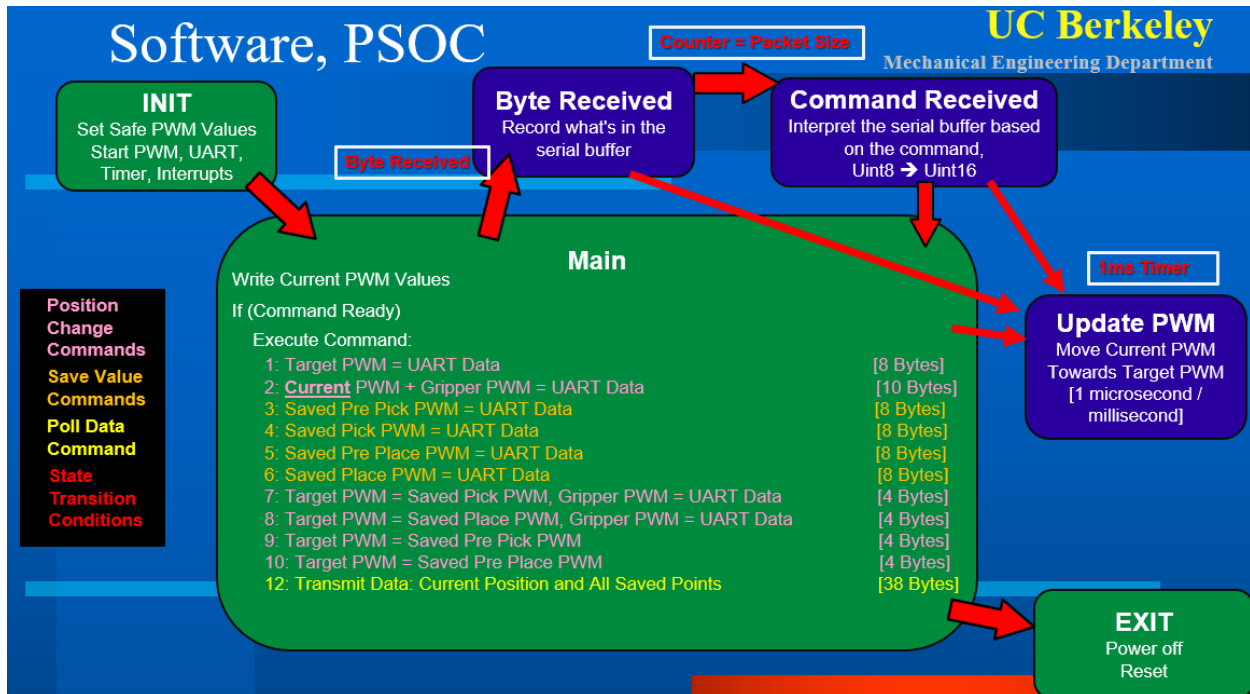 Software, PSOC
UC Berkeley
Mechanical Engineering Department
Counter = Packet Size
INIT
Set Safe PWM Values
Start PWM, UART,
Timer, Interrupts
Byte Received
Byte Received
Record what's in the
serial buffer
Command Received
Interpret the serial buffer based
on the command,
Uint8 ➔ Uint16
Main
Write Current PWM Values
If (Command Ready)
Execute Command:
1: Target PWM = UART Data [8 Bytes]
2: Current PWM + Gripper PWM = UART Data [10 Bytes]
3: Saved Pre Pick PWM = UART Data [8 Bytes]
4: Saved Pick PWM = UART Data [8 Bytes]
5: Saved Pre Place PWM = UART Data [8 Bytes]
6: Saved Place PWM = UART Data [8 Bytes]
7: Target PWM = Saved Pick PWM, Gripper PWM = UART Data [4 Bytes]
8: Target PWM = Saved Place PWM, Gripper PWM = UART Data [4 Bytes]
9: Target PWM = Saved Pre Pick PWM [4 Bytes]
10: Target PWM = Saved Pre Place PWM [4 Bytes]
12: Transmit Data: Current Position and All Saved Points [38 Bytes]
Position
Change
Commands
Save Value
Commands
Poll Data
Command
State
Transition
Conditions
1ms Timer
Update PWM
Move Current PWM
Towards Target PWM
[1 microsecond /
millisecond]
EXIT
Power off
Reset